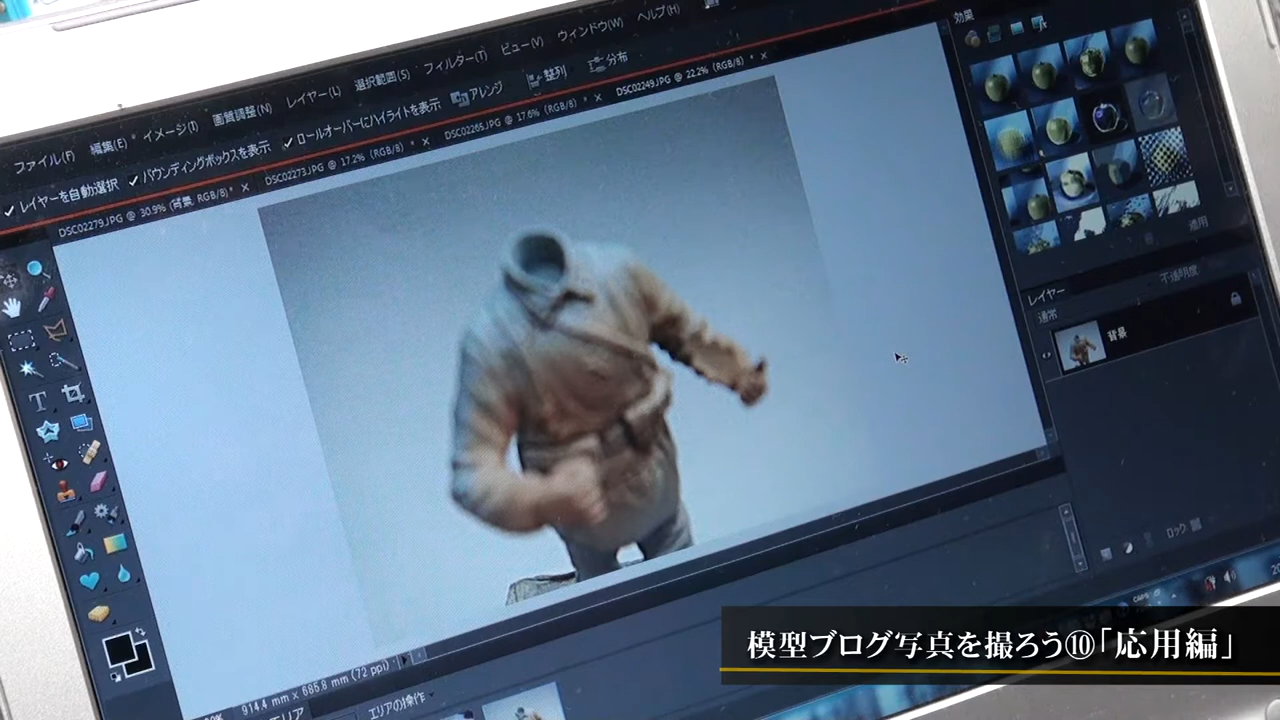 ファイル(F) 編集(E) イメージ(I) 画質調整(N) レイヤー(L) 選択範囲(S) フィルター(T) ビュー(V) ウィンドウ(W) ヘルプ(H)
レイヤーを自動選択 バウンディングボックスを表示 ロールオーバーにハイライトを表示 アレンジ 整列 分布
DSC02279.JPG @ 30.9% (背景, RGB/8) * × DSC02273.JPG @ 17.2% (RGB/8) * × DSC02265.JPG @ 17.6% (RGB/8) * × DSC02249.JPG @ 22.2% (RGB/8) * ×
効果
適用
レイヤー
通常 不透明度
背景
ロック:
914.4 mm x 685.8 mm (72 ppi)
エリアの操作
CAPS
模型ブログ写真を撮ろう⑩「応用編」